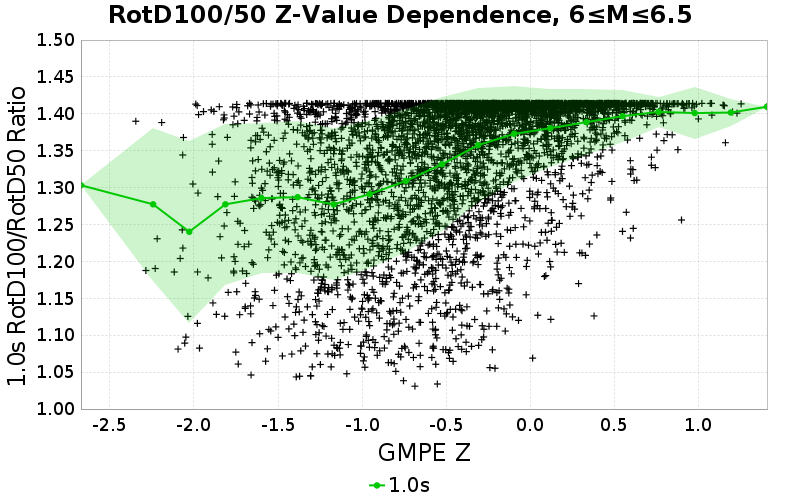 RotD100/50 Z-Value Dependence, 6≤M≤6.5
1.0s RotD100/RotD50 Ratio
1.50
1.45
1.40
1.35
1.30
1.25
1.20
1.15
1.10
1.05
1.00
-2.5 -2.0 -1.5 -1.0 -0.5 0.0 0.5 1.0
GMPE Z
1.0s